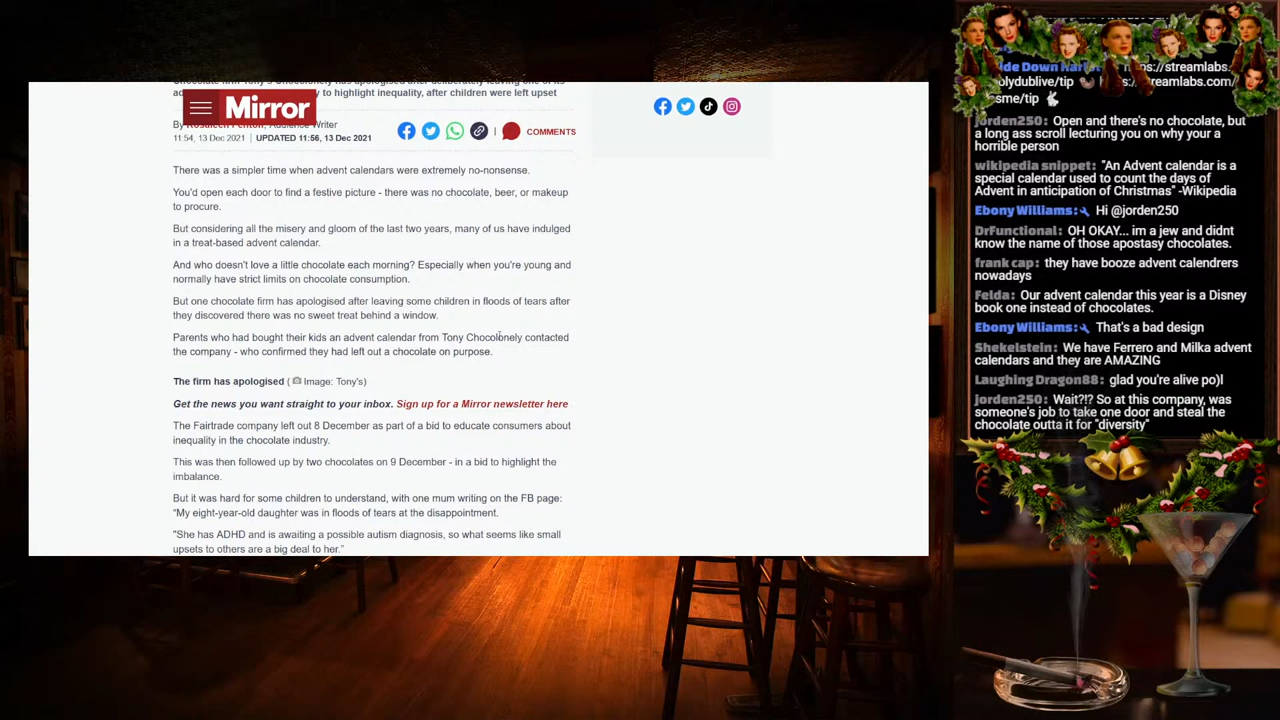 Chocolate firm Tony's Chocolonely has apologised after deliberately leaving one of its
to highlight inequality, after children were left upset
Mirror
Audience Writer
11:54, 13 Dec 2021 | UPDATED 11:56, 13 Dec 2021
COMMENTS
There was a simpler time when advent calendars were extremely no-nonsense.
You'd open each door to find a festive picture - there was no chocolate, beer, or makeup
to procure.
But considering all the misery and gloom of the last two years, many of us have indulged
in a treat-based advent calendar.
And who doesn't love a little chocolate each morning? Especially when you're young and
normally have strict limits on chocolate consumption.
But one chocolate firm has apologised after leaving some children in floods of tears after
they discovered there was no sweet treat behind a window.
Parents who had bought their kids an advent calendar from Tony Chocolonely contacted
the company - who confirmed they had left out a chocolate on purpose.
The firm has apologised ( Image: Tony's)
Get the news you want straight to your inbox. Sign up for a Mirror newsletter here
The Fairtrade company left out 8 December as part of a bid to educate consumers about
inequality in the chocolate industry.
This was then followed up by two chocolates on 9 December - in a bid to highlight the
imbalance.
But it was hard for some children to understand, with one mum writing on the FB page:
"My eight-year-old daughter was in floods of tears at the disappointment.
"She has ADHD and is awaiting a possible autism diagnosis, so what seems like small
upsets to others are a big deal to her."
jorden250: Open and there's no chocolate, but
a long ass scroll lecturing you on why your a
horrible person
wikipedia snippet: "An Advent calendar is a
special calendar used to count the days of
Advent in anticipation of Christmas" -Wikipedia
Ebony Williams: Hi @jorden250
DrFunctional: OH OKAY... im a jew and didnt
know the name of those apostasy chocolates.
frank cap: they have booze advent calendrers
nowadays
Felda: Our advent calendar this year is a Disney
book one instead of chocolates.
Ebony Williams: That's a bad design
Shekelstein: We have Ferrero and Milka advent
calendars and they are AMAZING
Laughing Dragon88: glad you're alive po)l
jorden250: Wait?!? So at this company, was
someone's job to take one door and steal the
chocolate outta it for "diversity"